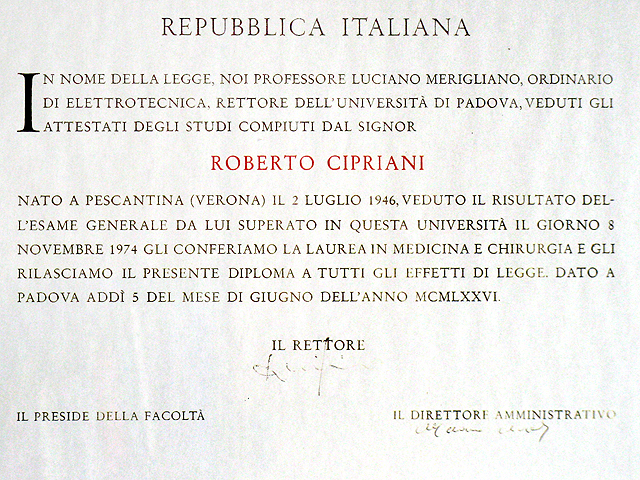 REPUBBLICA ITALIANA
IN NOME DELLA LEGGE, NOI PROFESSORE LUCIANO MERIGLIANO, ORDINARIO
DI ELETTROTECNICA, RETTORE DELL'UNIVERSITÀ DI PADOVA, VEDUTI GLI
ATTESTATI DEGLI STUDI COMPIUTI DAL SIGNOR
ROBERTO CIPRIANI
NATO A PESCANTINA (VERONA) IL 2 LUGLIO 1946, VEDUTO IL RISULTATO DEL-
L'ESAME GENERALE DA LUI SUPERATO IN QUESTA UNIVERSITÀ IL GIORNO 8
NOVEMBRE 1974 GLI CONFERIAMO LA LAUREA IN MEDICINA E CHIRURGIA E GLI
RILASCIAMO IL PRESENTE DIPLOMA A TUTTI GLI EFFETTI DI LEGGE. DATO A
PADOVA ADDÌ 5 DEL MESE DI GIUGNO DELL'ANNO MCMLXXVI.
IL RETTORE
IL PRESIDE DELLA FACOLTÀ
IL DIRETTORE AMMINISTRATIVO